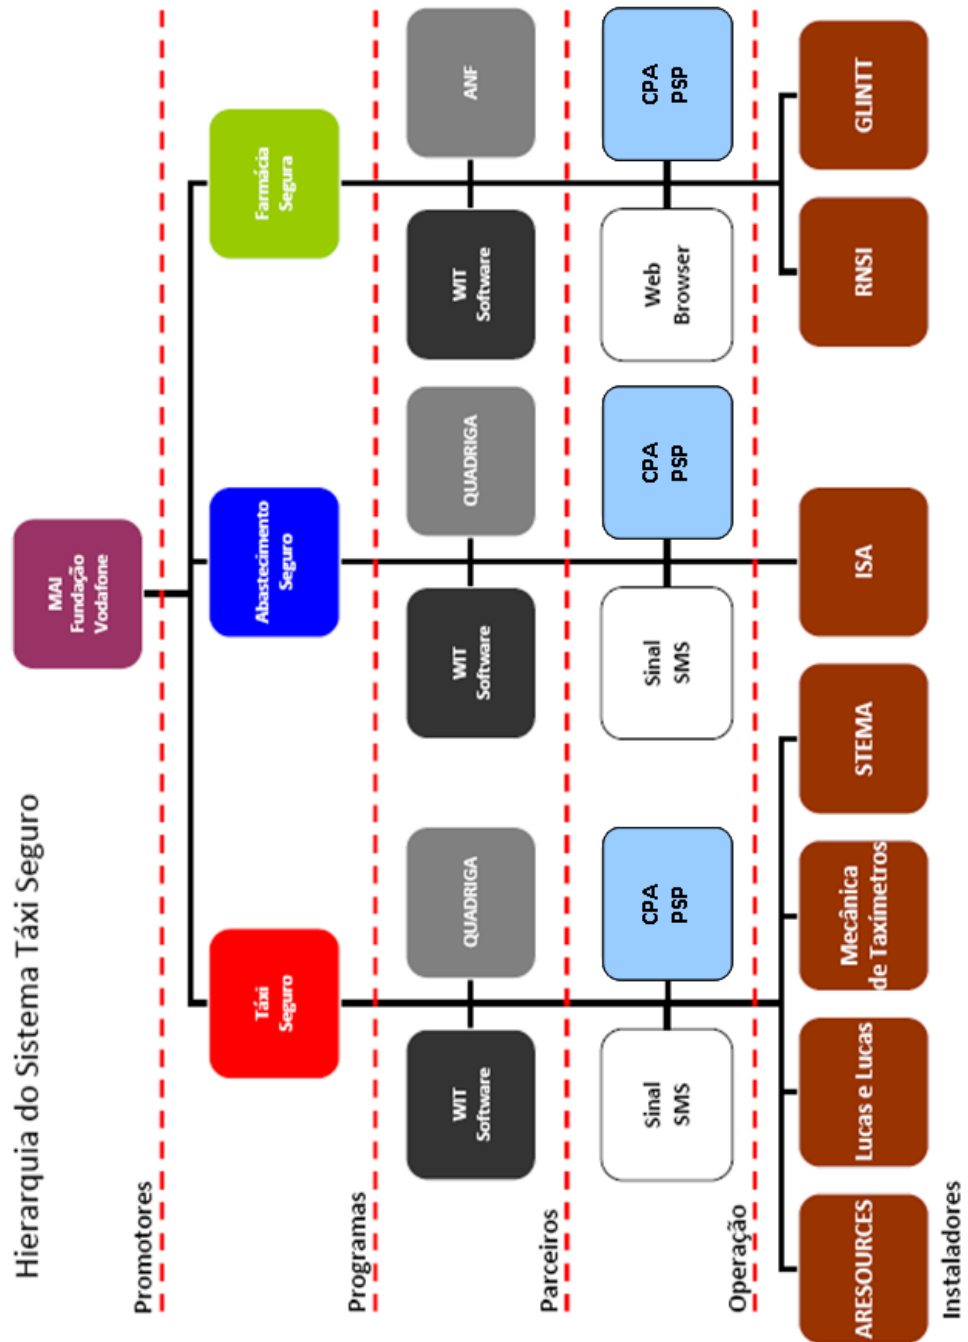 Hierarquia do Sistema Táxi Seguro
MAI
Fundação
Vodafone
Promotores
Táxi
Seguro
Abastecimento
Seguro
Farmácia
Segura
Programas
WIT
Software
QUADRIGA
WIT
Software
QUADRIGA
WIT
Software
ANF
Parceiros
Sinal
SMS
CPA
PSP
Sinal
SMS
CPA
PSP
Web
Browser
CPA
PSP
Operação
ARESOURCES
Lucas e Lucas
Mecânica
de Taxímetros
STEMA
ISA
RNSI
GLINTT
Instaladores